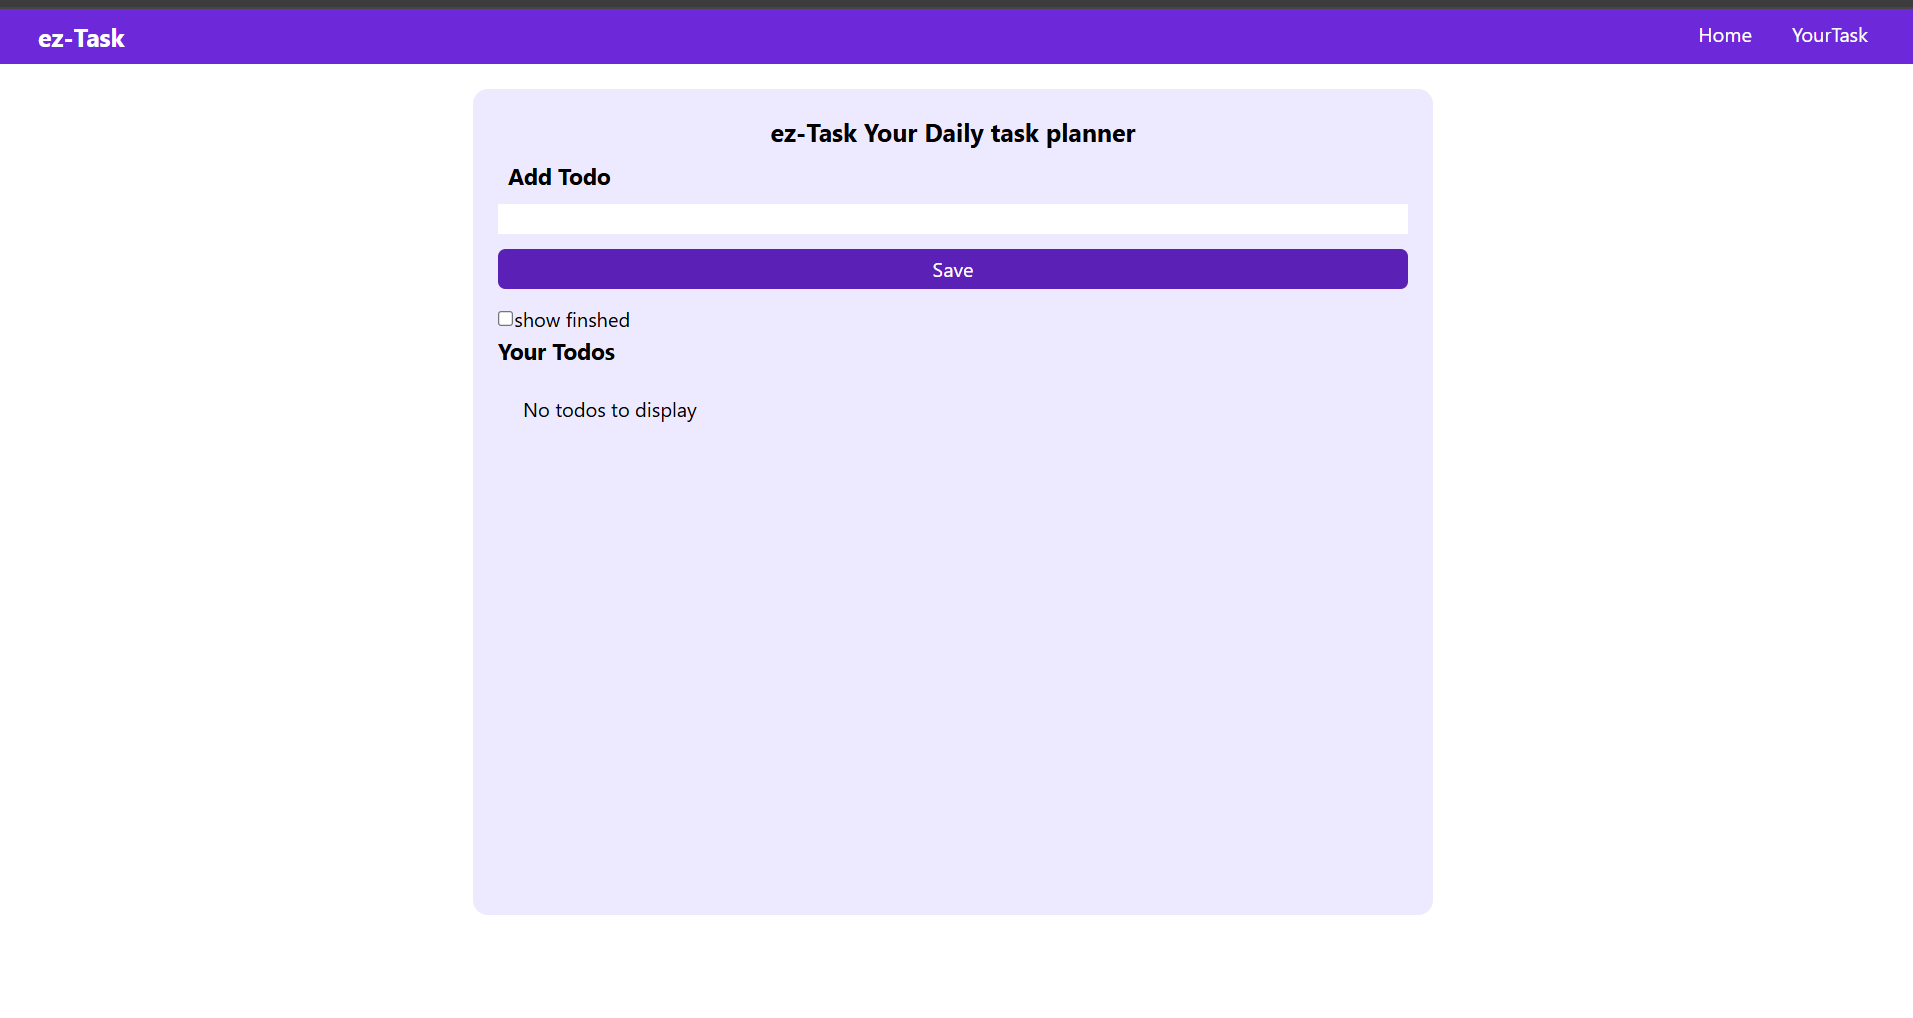 ez-Task Home YourTask
ez-Task Your Daily task planner
Add Todo
Save
show finshed
Your Todos
No todos to display